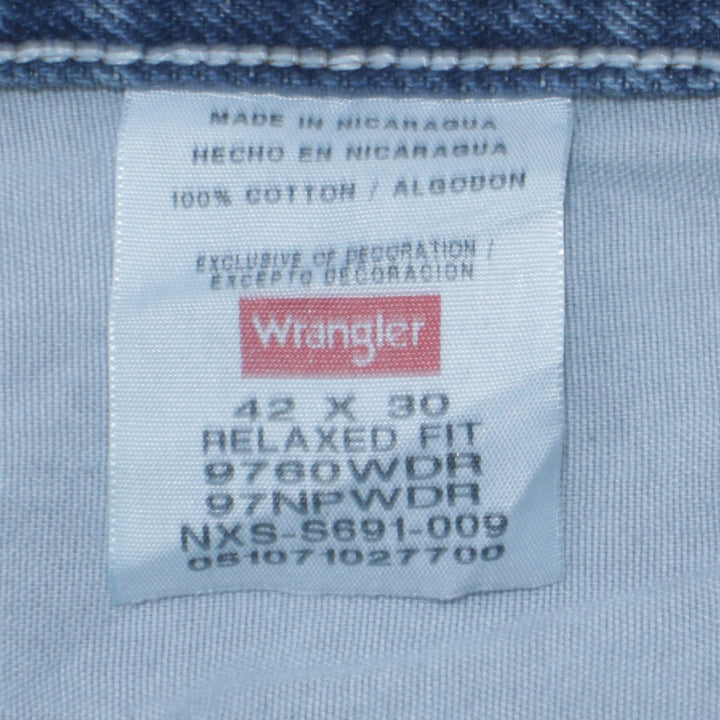 MADE IN NICARAGUA
HECHO EN NICARAGUA
100% COTTON / ALGODON
EXCLUSIVE OF DECORATION /
EXCEPTO DECORACION
Wrangler
42 X 30
RELAXED FIT
9760WDR
97NPWDR
NXS-S691-009
051071027700